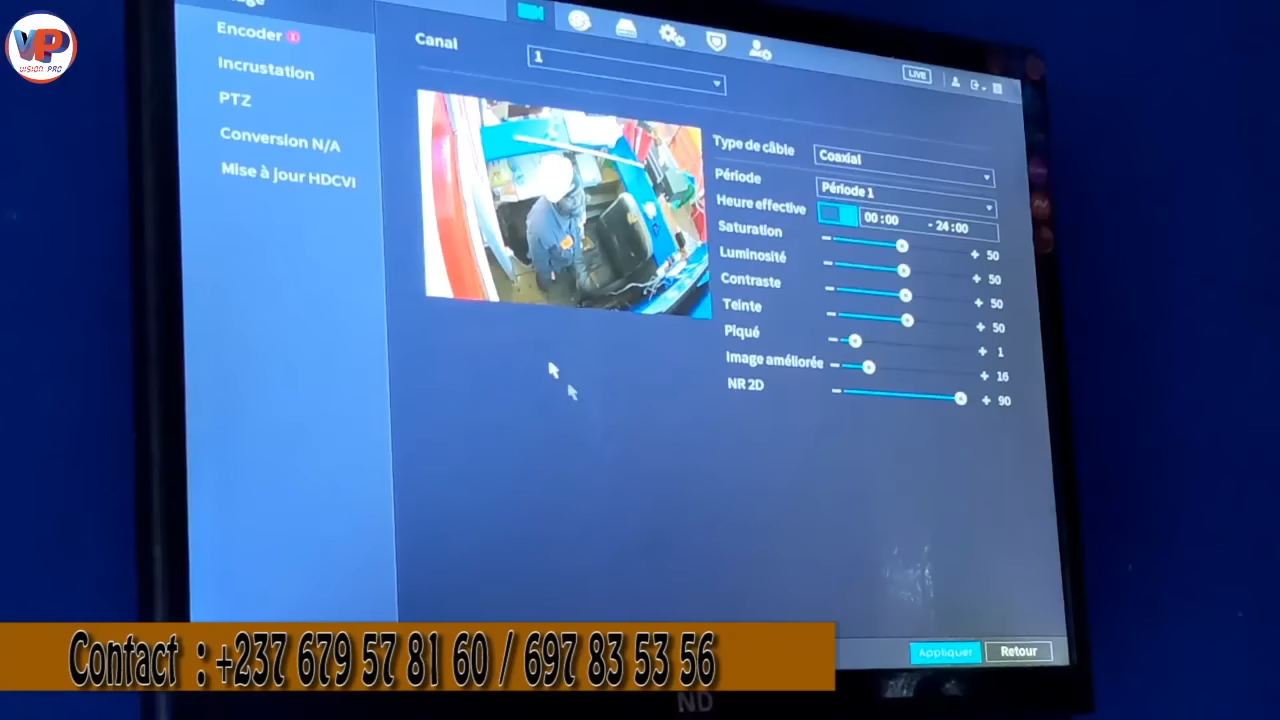 VP
VISION PRO
Encoder
Incrustation
PTZ
Conversion N/A
Mise à jour HDCVI
Canal
1
LIVE
Type de câble Coaxial
Période Période 1
Heure effective 00 :00 - 24 :00
Saturation 50
Luminosité 50
Contraste 50
Teinte 50
Piqué 1
Image améliorée 16
NR 2D 90
Appliquer Retour
Contact : +237 679 57 81 60 / 697 83 53 56